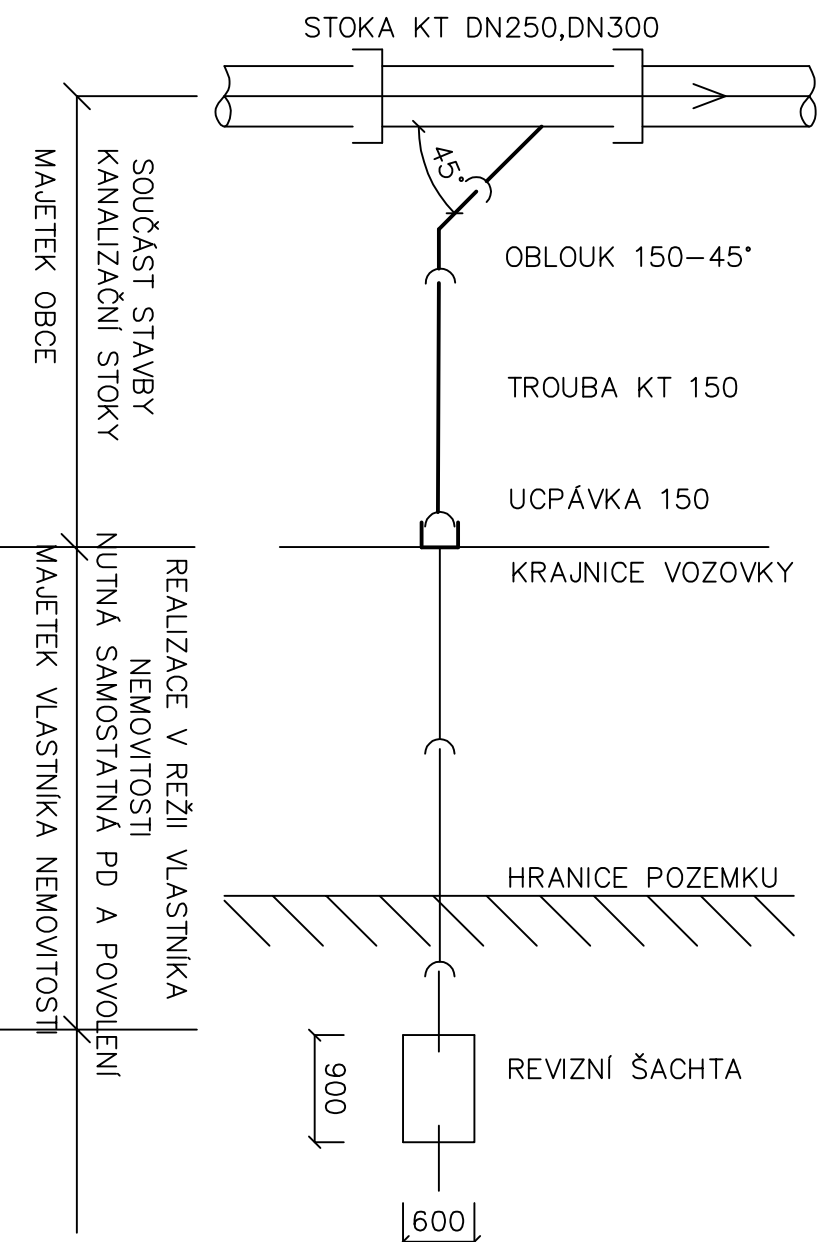 STOKA KT DN250,DN300
45°
OBLOUK 150-45°
TROUBA KT 150
UCPÁVKA 150
KRAJNICE VOZOVKY
HRANICE POZEMKU
REVIZNÍ ŠACHTA
900
600
SOUČÁST STAVBY
KANALIZAČNÍ STOKY
MAJETEK OBCE
REALIZACE V REŽII VLASTNÍKA
NEMOVITOSTI
NUTNÁ SAMOSTATNÁ PD A POVOLENÍ
MAJETEK VLASTNÍKA NEMOVITOSTI